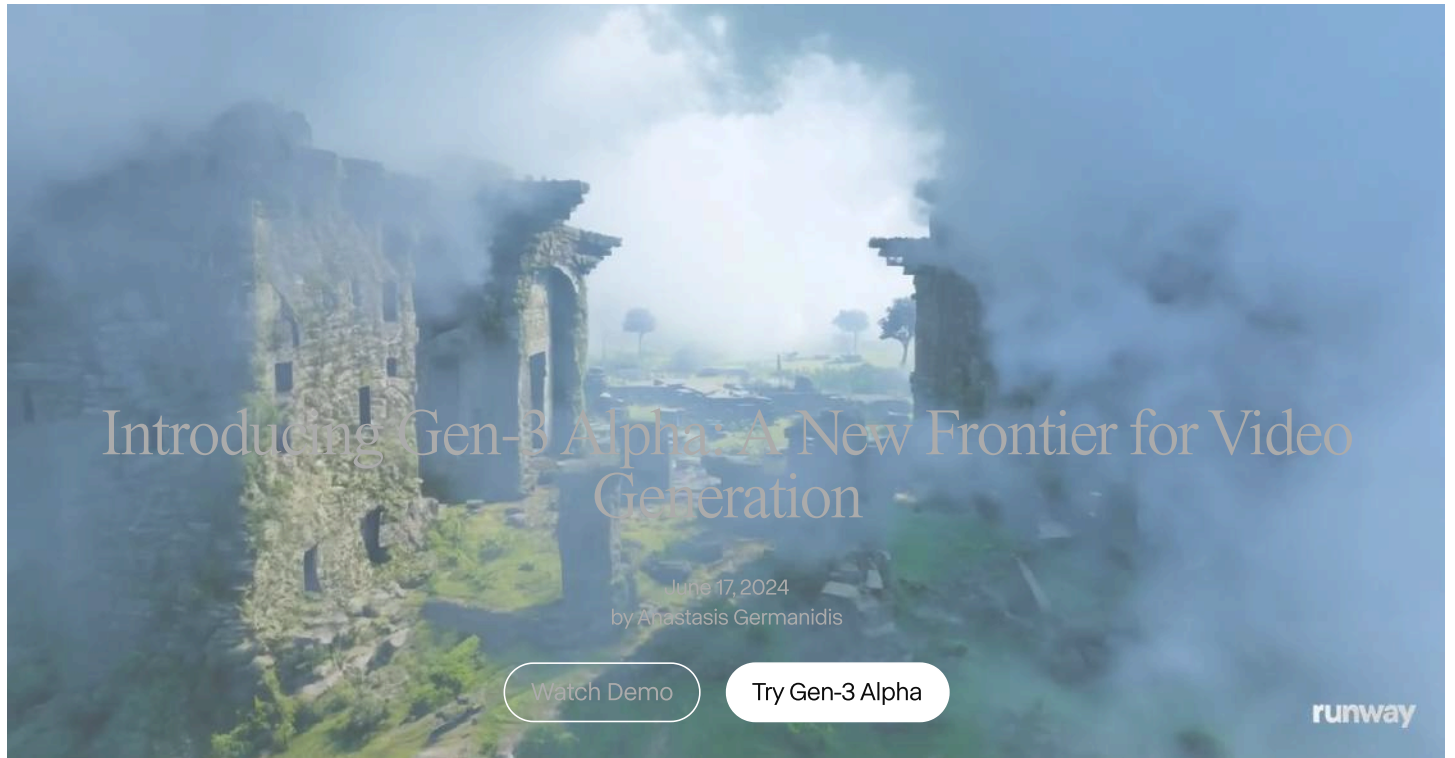 Introducing Gen-3 Alpha: A New Frontier for Video
Generation
June 17, 2024
by Anastasis Germanidis
Watch Demo
Try Gen-3 Alpha
runway